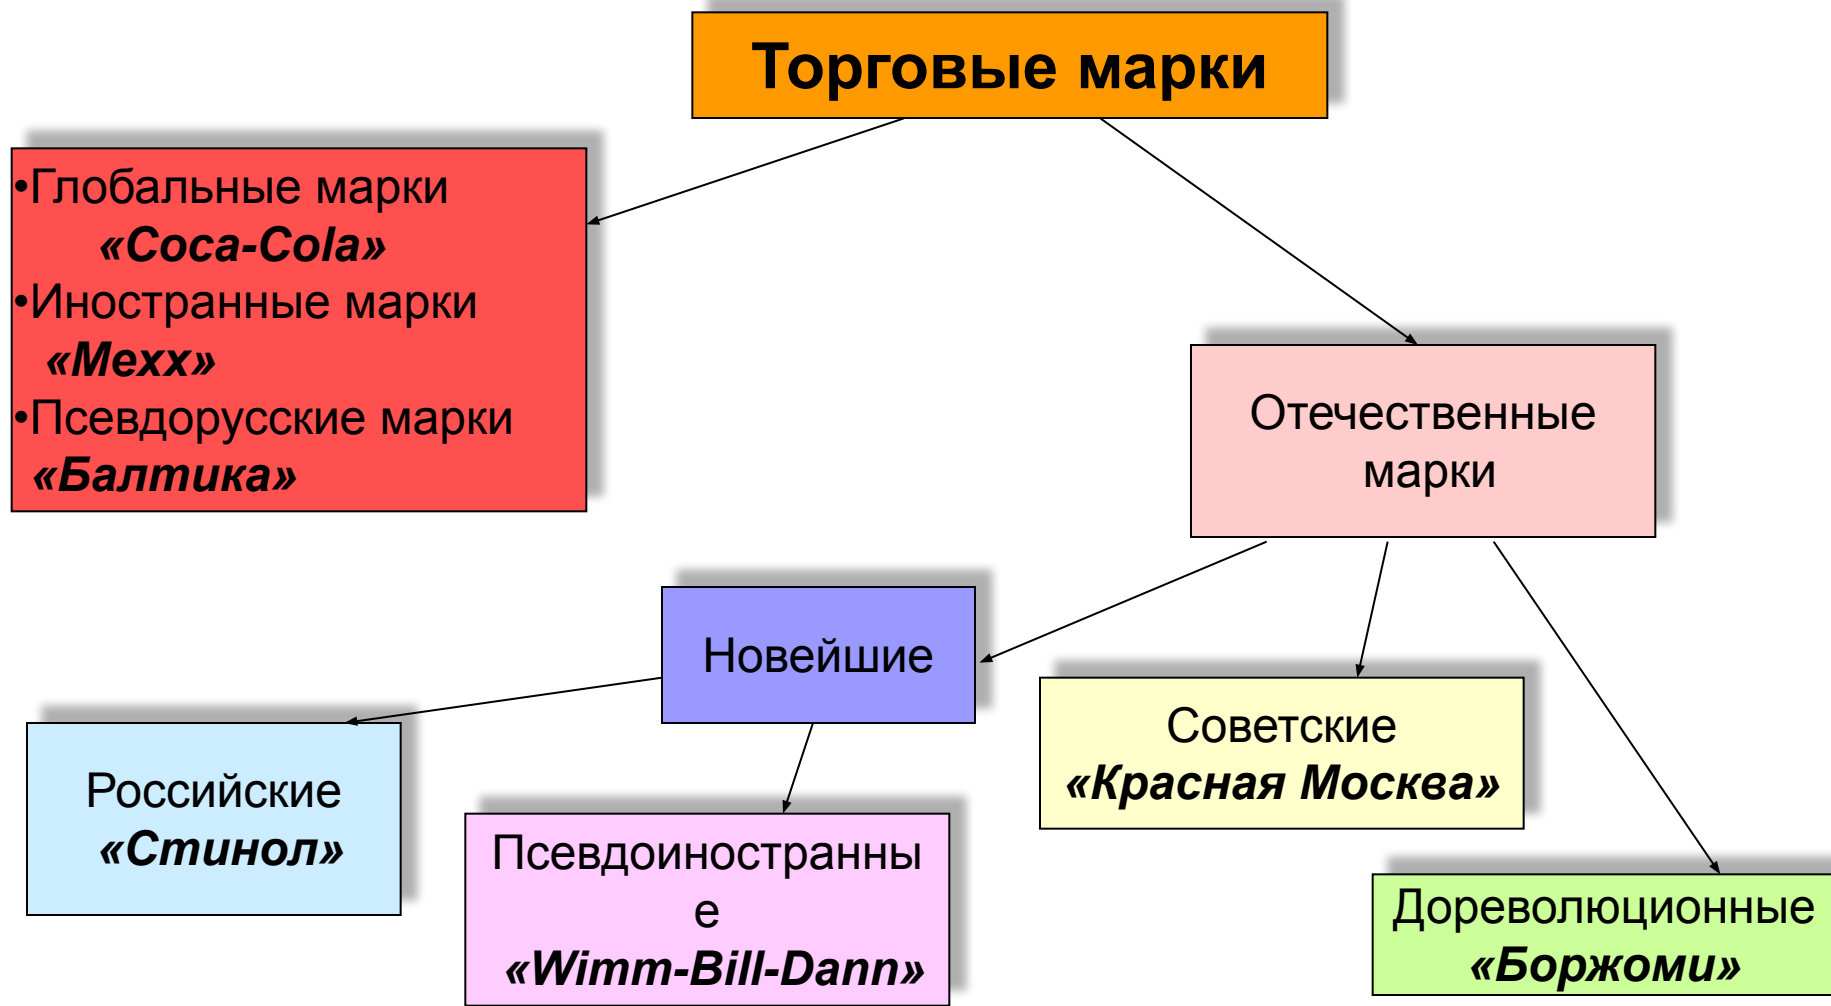 Торговые марки
•Глобальные марки
«Coca-Cola»
•Иностранные марки
«Mexx»
•Псевдорусские марки
«Балтика»
Отечественные
марки
Новейшие
Советские
«Красная Москва»
Российские
«Стинол»
Псевдоиностранны
е
«Wimm-Bill-Dann»
Дореволюционные
«Боржоми»